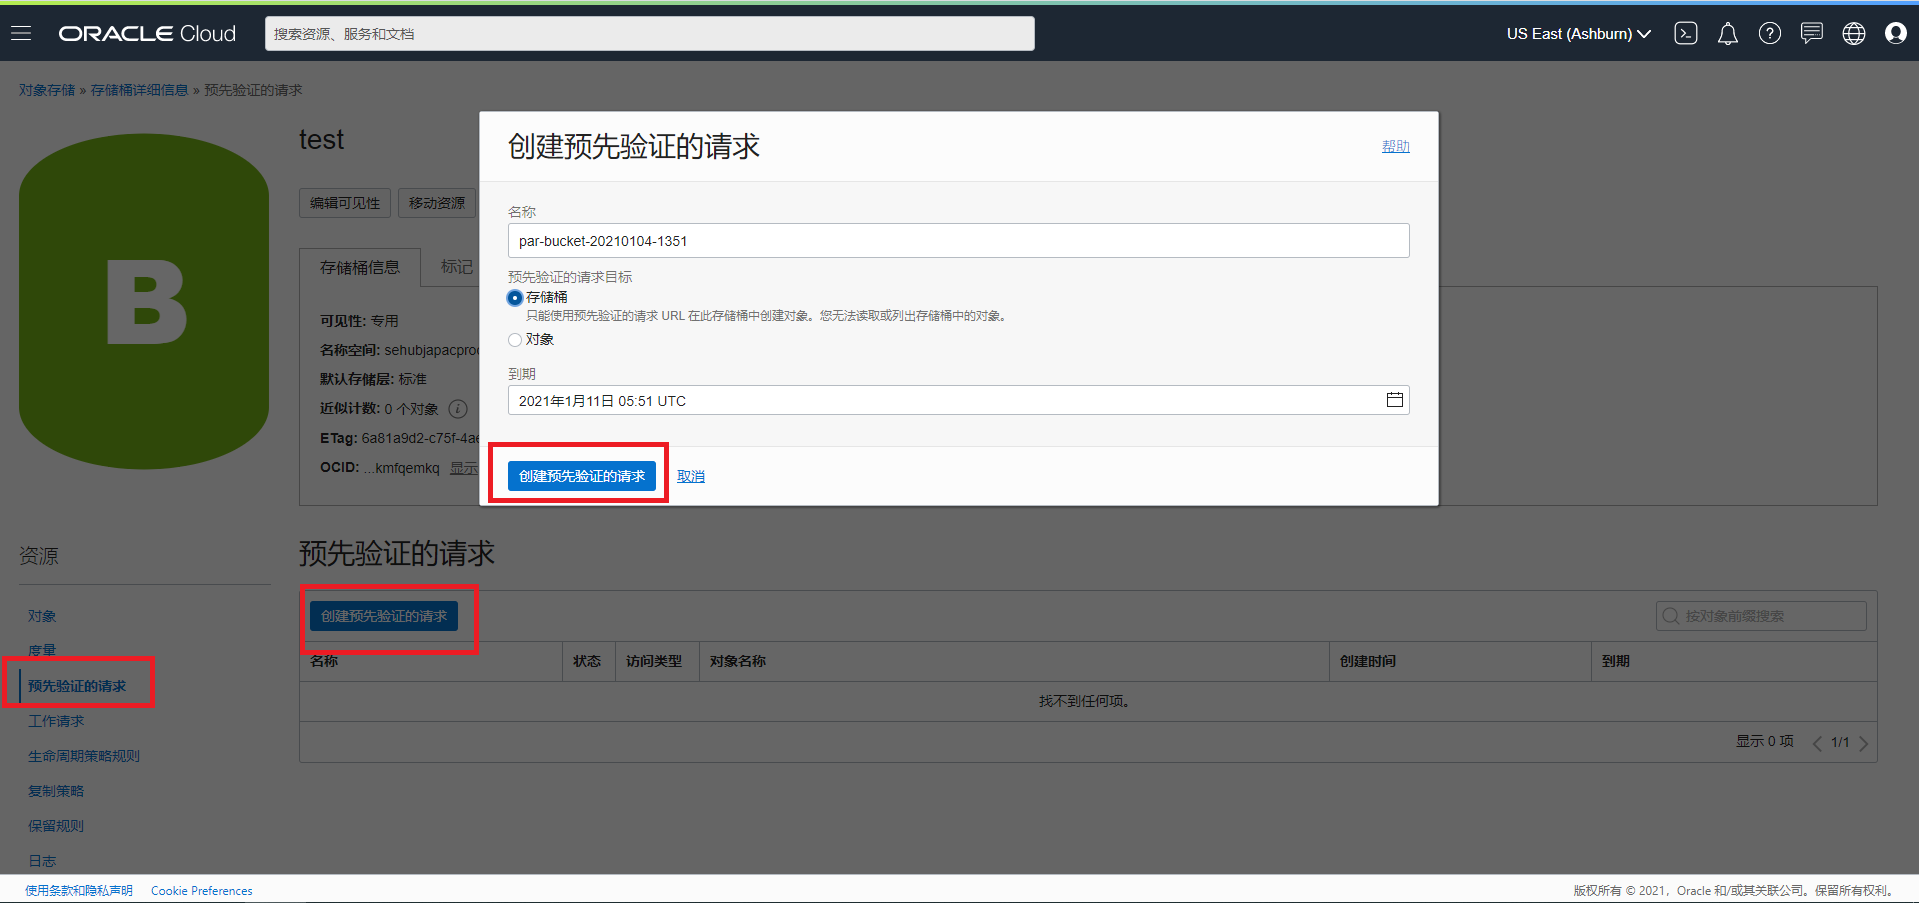 ORACLE Cloud
搜索资源、服务和文档
US East (Ashburn)
对象存储 » 存储桶详细信息 » 预先验证的请求
B
test
编辑可见性
移动资源
存储桶信息
标记
可见性: 专用
名称空间: sehubjapacproc
默认存储层: 标准
近似计数: 0 个对象
ETag: 6a81a9d2-c75f-4ae
OCID: ...kmfqemkq 显示
创建预先验证的请求
帮助
名称
par-bucket-20210104-1351
预先验证的请求目标
存储桶
只能使用预先验证的请求 URL 在此存储桶中创建对象。您无法读取或列出存储桶中的对象。
对象
到期
2021年1月11日 05:51 UTC
创建预先验证的请求
取消
资源
对象
度量
预先验证的请求
工作请求
生命周期策略规则
复制策略
保留规则
日志
预先验证的请求
创建预先验证的请求
按对象前缀搜索
名称 状态 访问类型 对象名称 创建时间 到期
找不到任何项。
显示 0 项 1/1
使用条款和隐私声明 Cookie Preferences
版权所有 © 2021，Oracle 和/或其关联公司。保留所有权利。